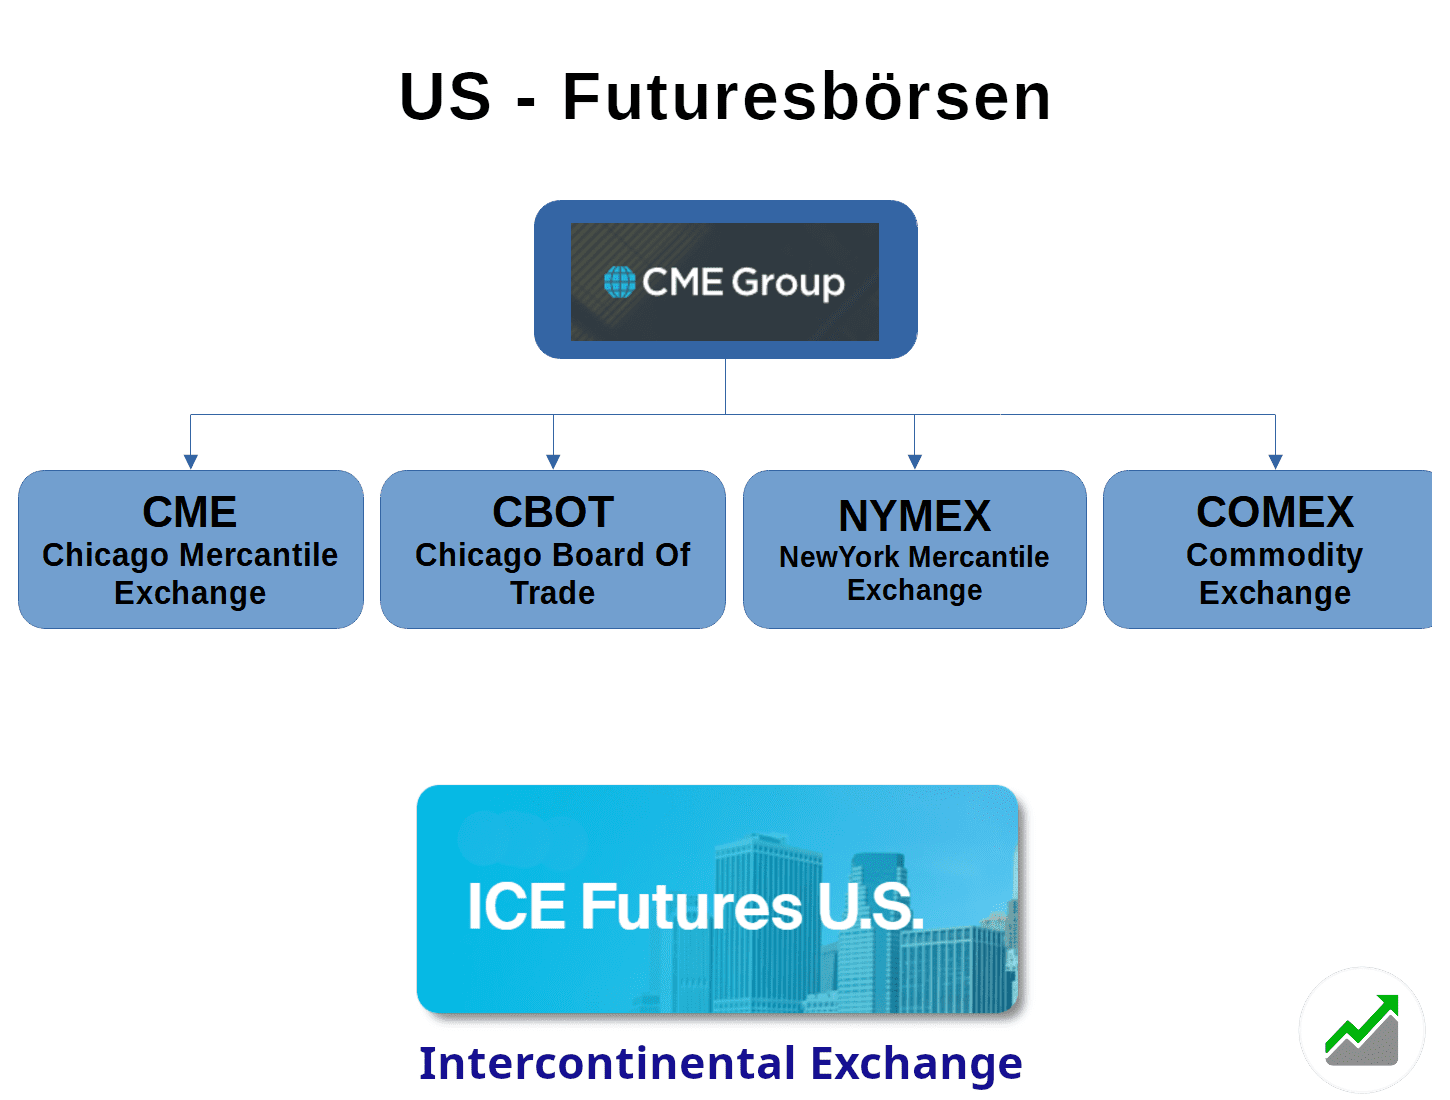 US - Futuresbörsen
CME Group
CME
Chicago Mercantile
Exchange
CBOT
Chicago Board Of
Trade
NYMEX
NewYork Mercantile
Exchange
COMEX
Commodity
Exchange
ICE Futures U.S.
Intercontinental Exchange